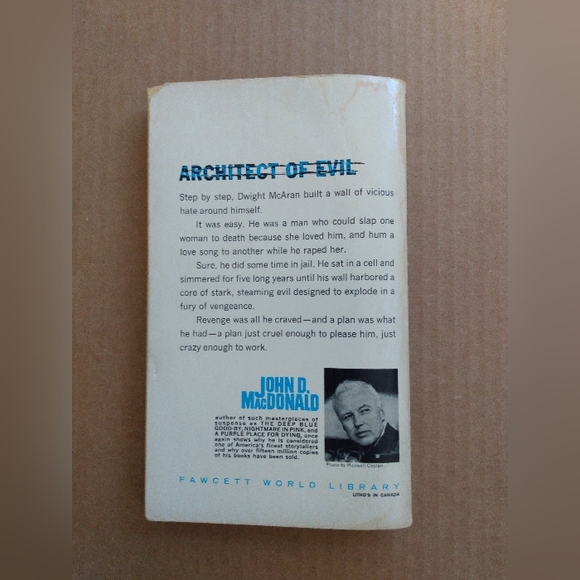 ARCHITECT OF EVIL
Step by step, Dwight McAran built a wall of vicious
hate around himself.
It was easy. He was a man who could slap one
woman to death because she loved him, and hum a
love song to another while he raped her.
Sure, he did some time in jail. He sat in a cell and
simmered for five long years until his wall harbored a
core of stark, steaming evil designed to explode in a
fury of vengeance.
Revenge was all he craved—and a plan was what
he had—a plan just cruel enough to please him, just
crazy enough to work.
JOHN D.
MacDONALD
author of such masterpieces of
suspense as THE DEEP BLUE
GOOD-BY, NIGHTMARE IN PINK, and
A PURPLE PLACE FOR DYING, once
again shows why he is considered
one of America's finest storytellers
and why over fifteen million copies
of his books have been sold.
Photo by Maxwell
FAWCETT WORLD LIBRARY
LITHO'D IN CANADA